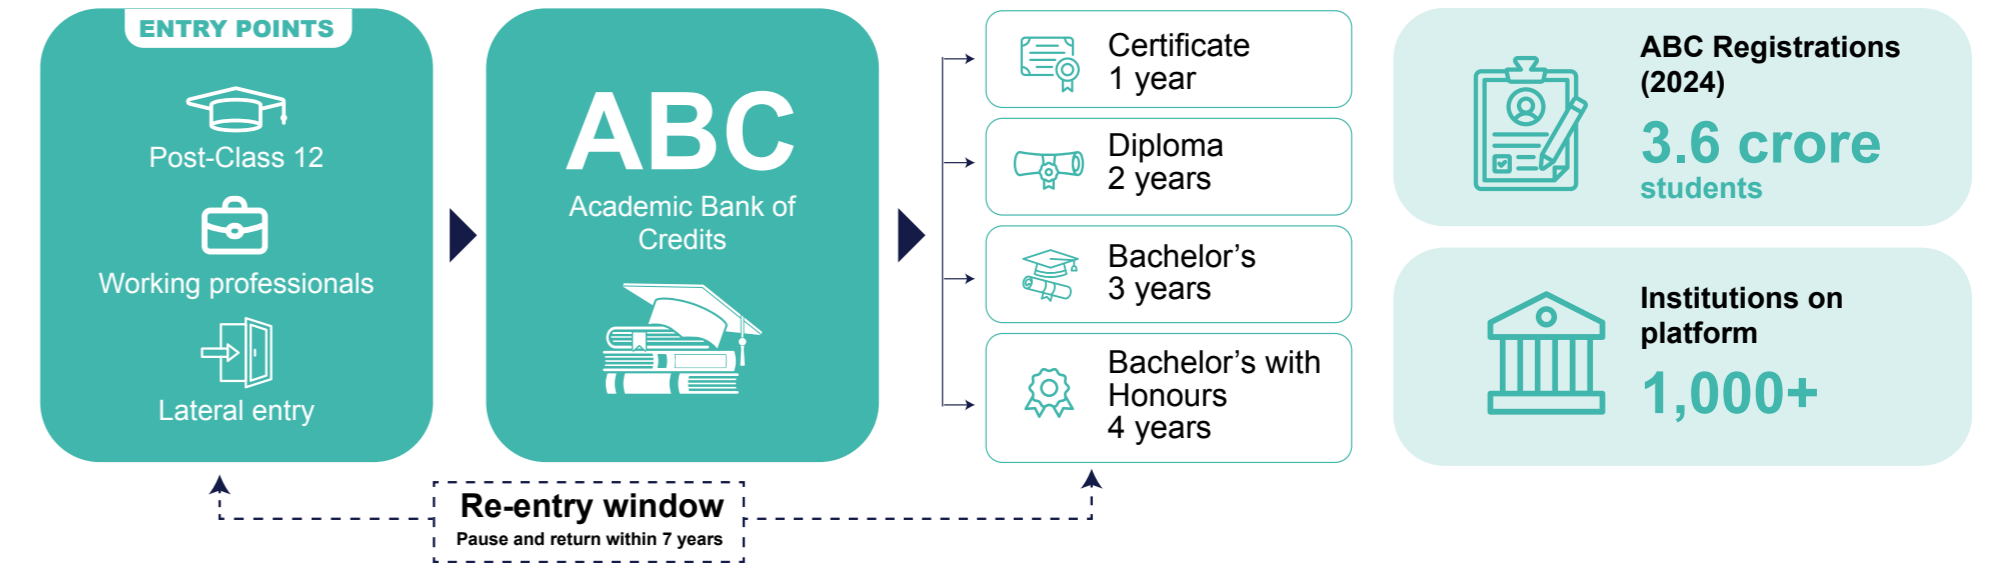 ENTRY POINTS
Post-Class 12
Working professionals
Lateral entry
ABC
Academic Bank of
Credits
Certificate
1 year
Diploma
2 years
Bachelor’s
3 years
Bachelor’s with
Honours
4 years
Re-entry window
Pause and return within 7 years
ABC Registrations
(2024)
3.6 crore
students
Institutions on
platform
1,000+